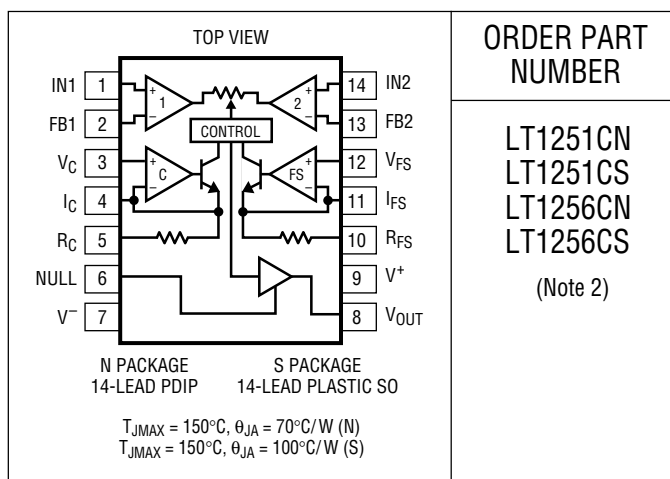 TOP VIEW
IN1 1
FB1 2
VC 3
IC 4
RC 5
NULL 6
V− 7
14 IN2
13 FB2
12 VFS
11 IFS
10 RFS
9 V+
8 VOUT
+
−
1
+
−
2
CONTROL
+
−
C
+
−
FS
N PACKAGE
14-LEAD PDIP
S PACKAGE
14-LEAD PLASTIC SO
TJMAX = 150°C, θJA = 70°C/W (N)
TJMAX = 150°C, θJA = 100°C/W (S)
ORDER PART
NUMBER
LT1251CN
LT1251CS
LT1256CN
LT1256CS
(Note 2)